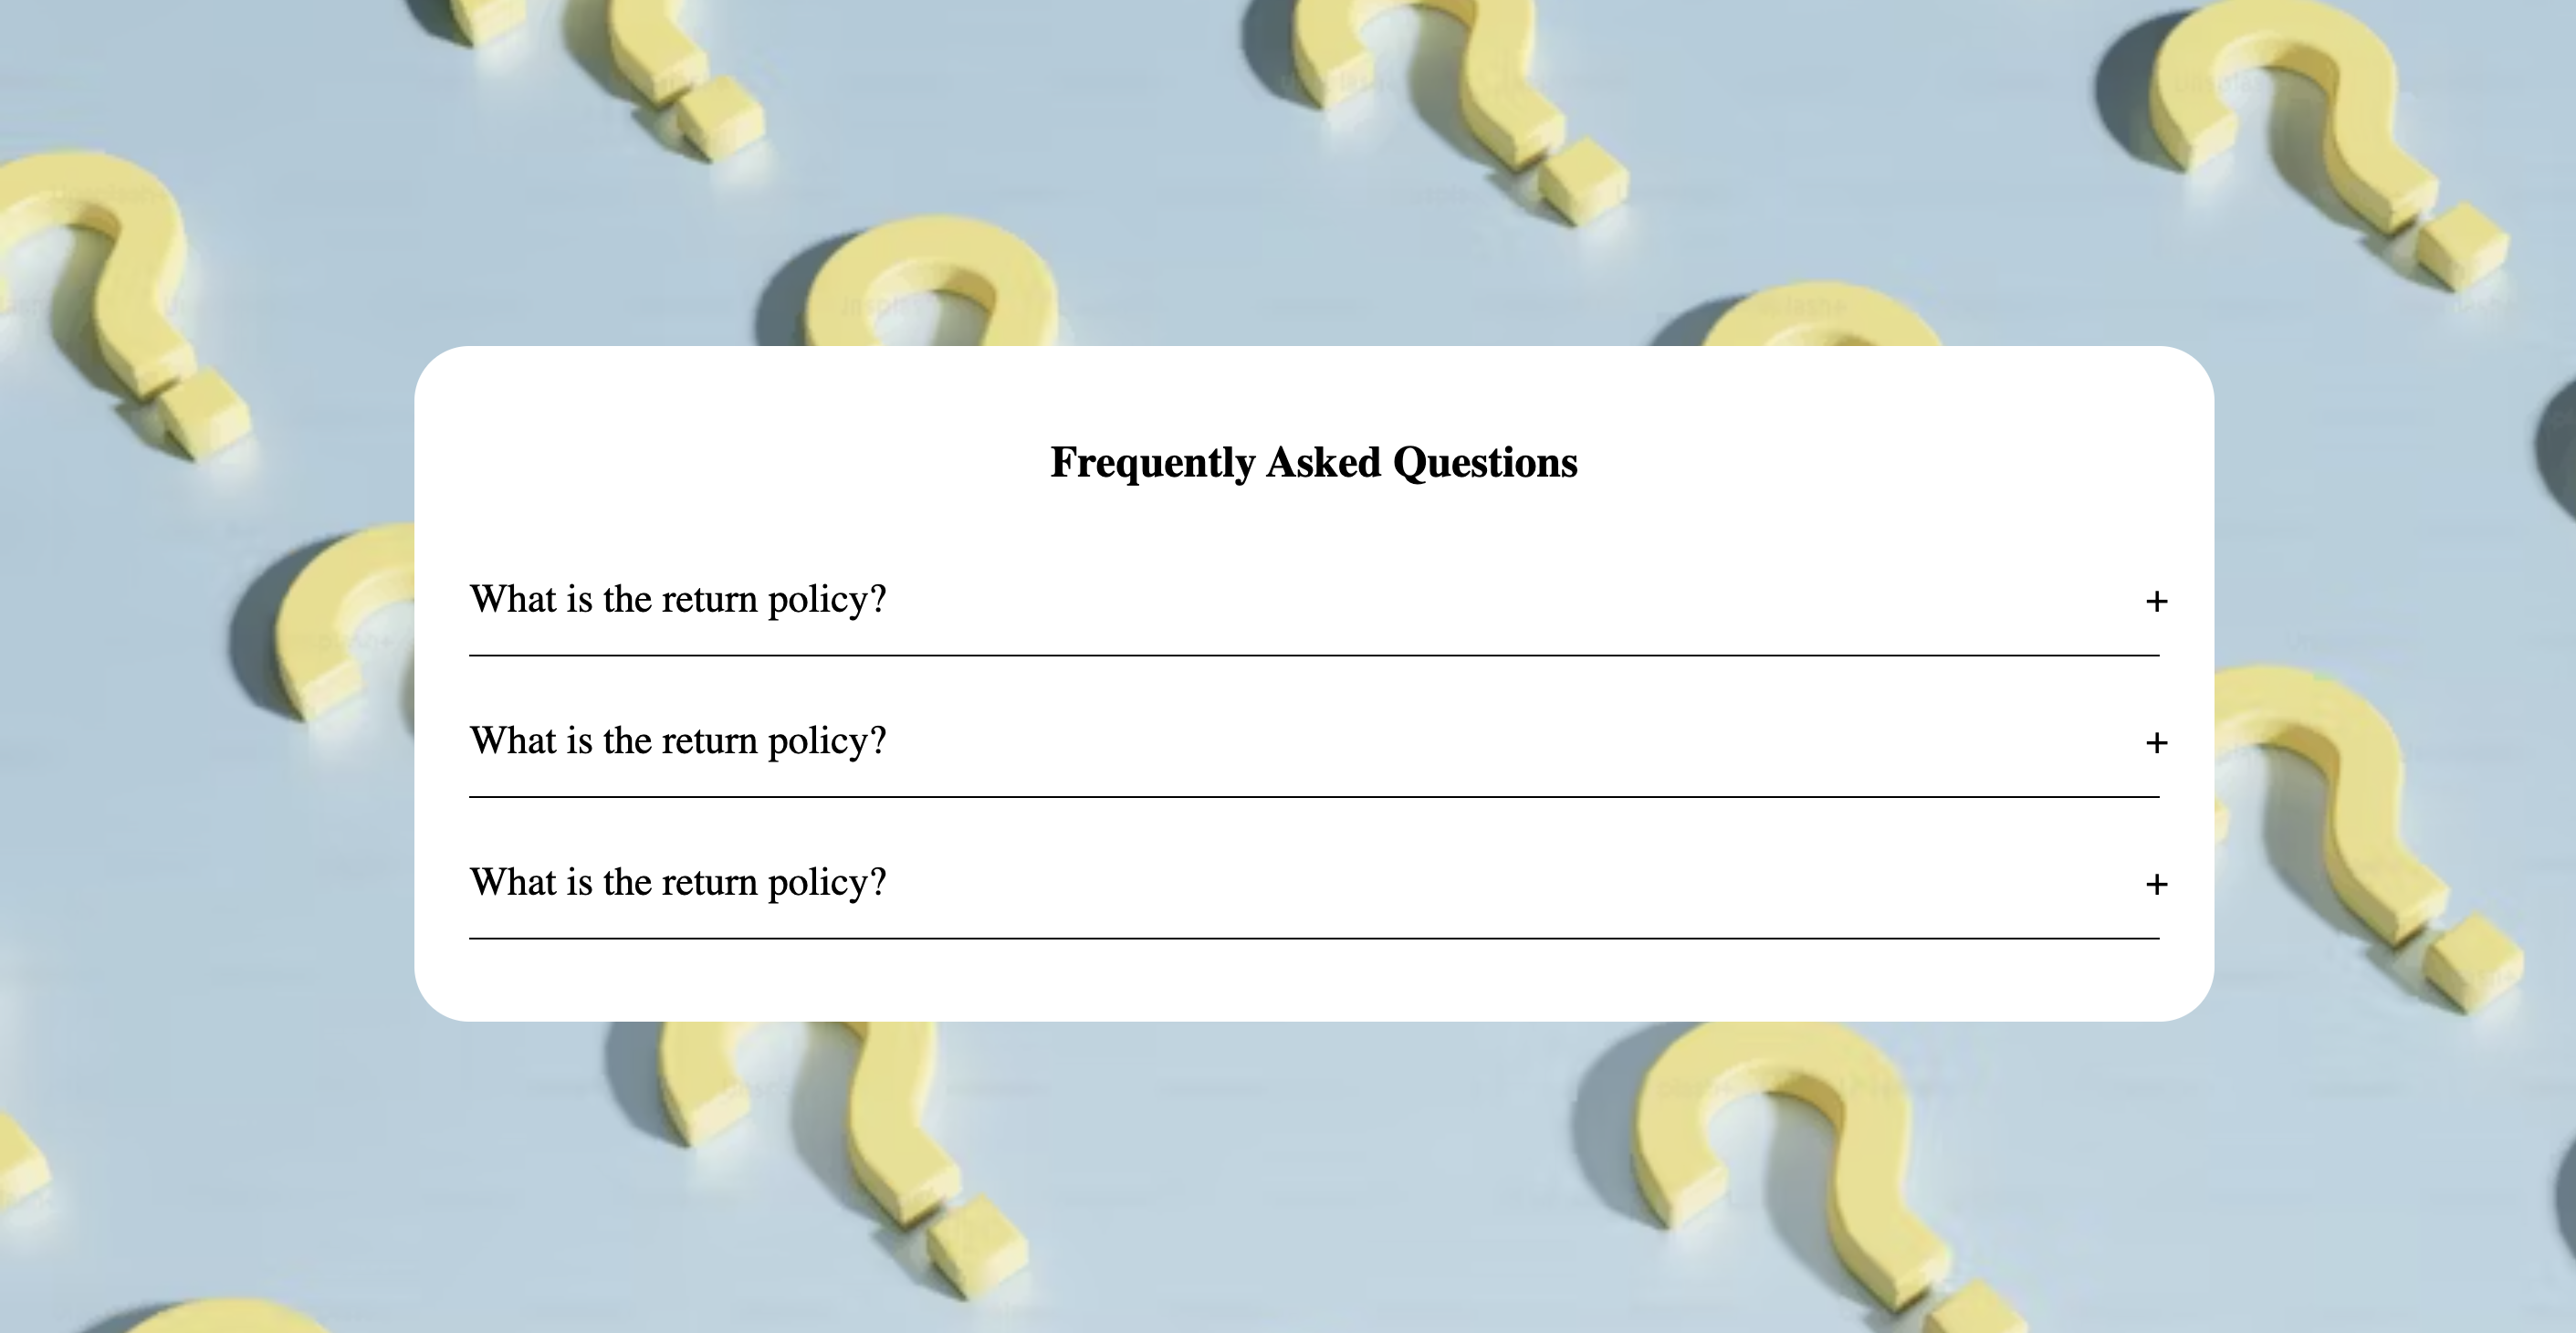 Frequently Asked Questions
What is the return policy? +
What is the return policy? +
What is the return policy? +